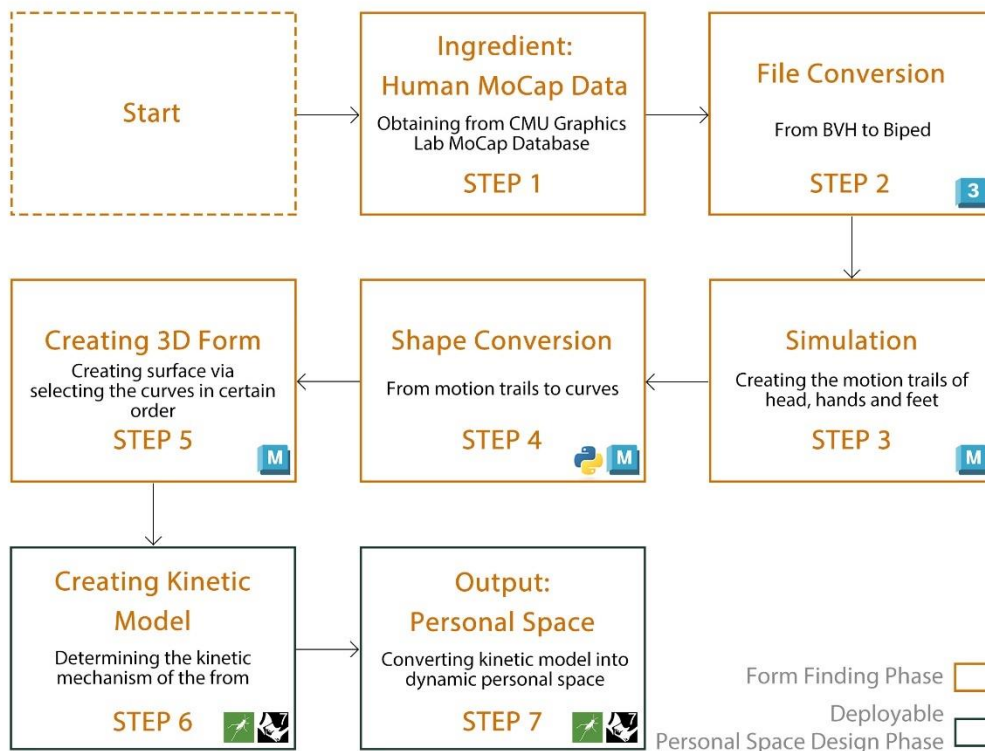 Start
Ingredient:
Human MoCap Data
Obtaining from CMU Graphics
Lab MoCap Database
STEP 1
File Conversion
From BVH to Biped
STEP 2
3
Creating 3D Form
Creating surface via
selecting the curves in certain
order
STEP 5
M
Shape Conversion
From motion trails to curves
STEP 4
M
Simulation
Creating the motion trails of
head, hands and feet
STEP 3
M
Creating Kinetic
Model
Determining the kinetic
mechanism of the from
STEP 6
7
Output:
Personal Space
Converting kinetic model into
dynamic personal space
STEP 7
7
Form Finding Phase
Deployable
Personal Space Design Phase